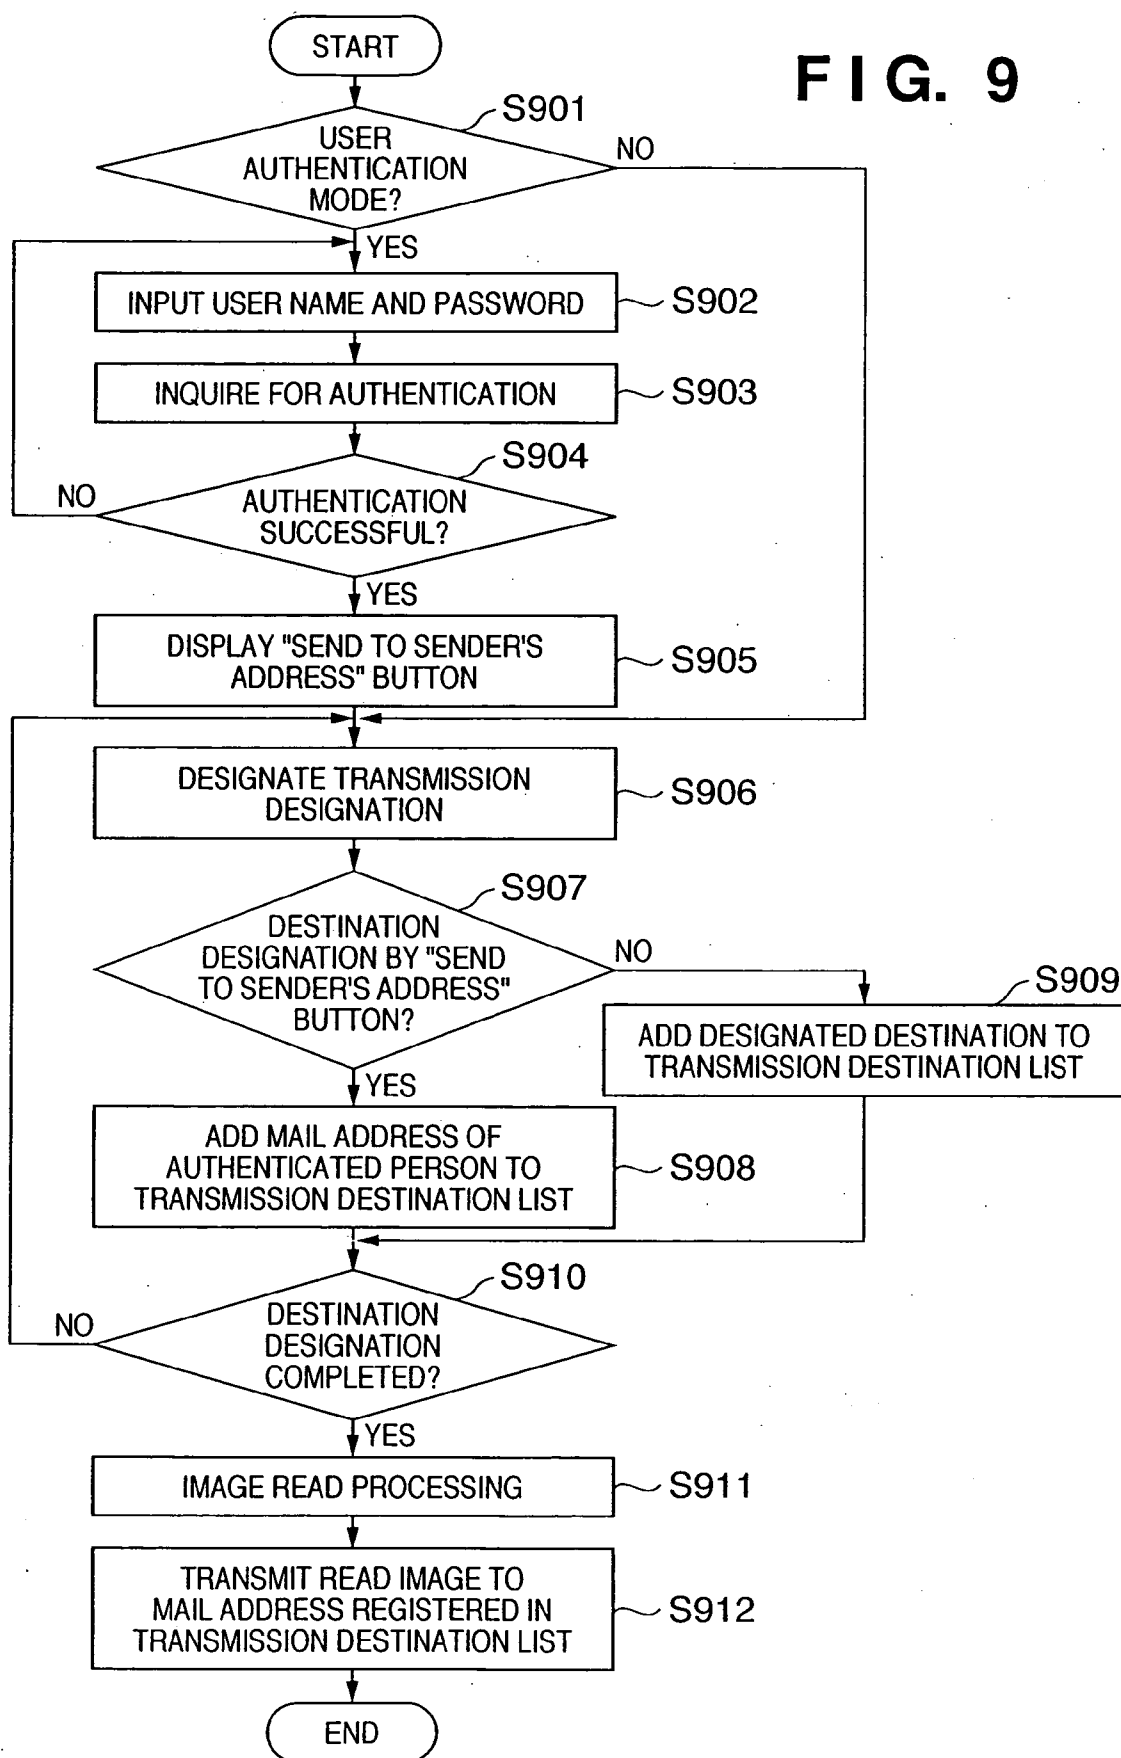 START
FIG. 9
S901
USER
AUTHENTICATION
MODE?
NO
YES
INPUT USER NAME AND PASSWORD
S902
INQUIRE FOR AUTHENTICATION
S903
S904
AUTHENTICATION
SUCCESSFUL?
NO
YES
DISPLAY "SEND TO SENDER'S
ADDRESS" BUTTON
S905
DESIGNATE TRANSMISSION
DESIGNATION
S906
S907
DESTINATION
DESIGNATION BY "SEND
TO SENDER'S ADDRESS"
BUTTON?
NO
S909
ADD DESIGNATED DESTINATION TO
TRANSMISSION DESTINATION LIST
YES
ADD MAIL ADDRESS OF
AUTHENTICATED PERSON TO
TRANSMISSION DESTINATION LIST
S908
S910
DESTINATION
DESIGNATION
COMPLETED?
NO
YES
IMAGE READ PROCESSING
S911
TRANSMIT READ IMAGE TO
MAIL ADDRESS REGISTERED IN
TRANSMISSION DESTINATION LIST
S912
END